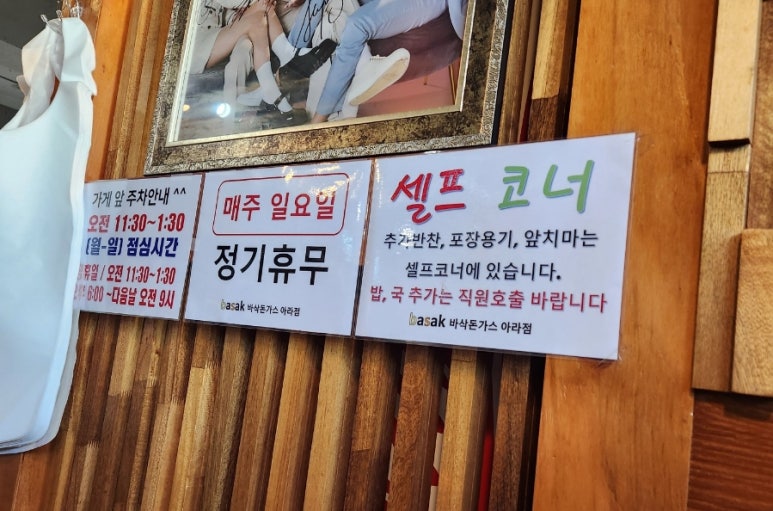 가게 앞 주차안내 ^^
오전 11:30~1:30
(월-일) 점심시간
휴일 / 오전 11:30~1:30
6:00 ~다음날 오전 9시
매주 일요일
정기휴무
basak 바삭돈가스 아라점
셀프 코너
추가반찬, 포장용기, 앞치마는
셀프코너에 있습니다.
밥, 국 추가는 직원호출 바랍니다
basak 바삭돈가스 아라점